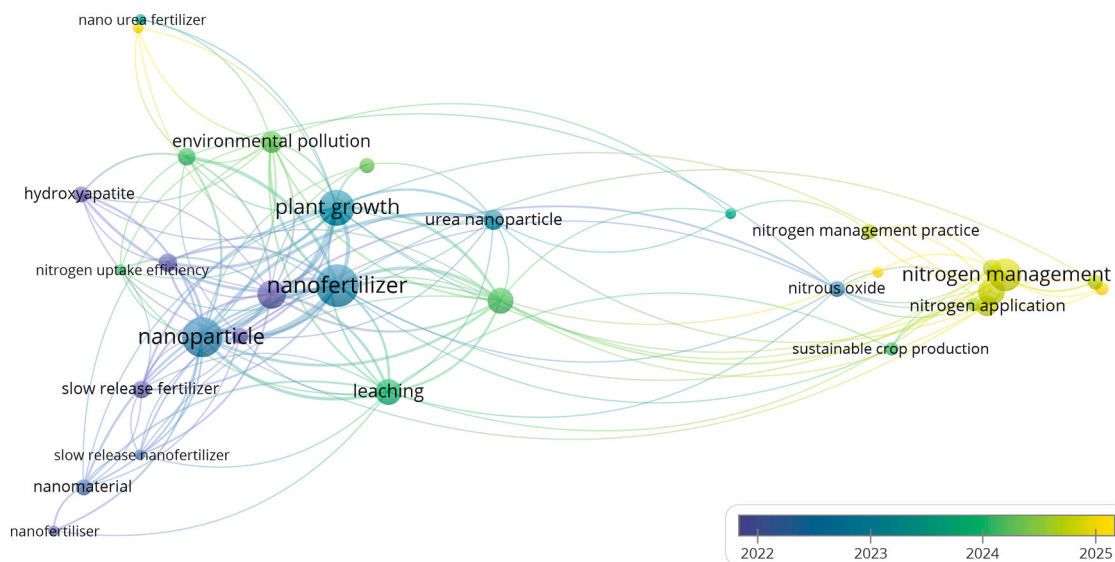 nano urea fertilizer
environmental pollution
hydroxyapatite
plant growth
urea nanoparticle
nitrogen management practice
nitrogen uptake efficiency
nanofertilizer
nitrogen management
nitrous oxide
nitrogen application
nanoparticle
sustainable crop production
slow release fertilizer
leaching
slow release nanofertilizer
nanomaterial
nanofertiliser
2022 2023 2024 2025